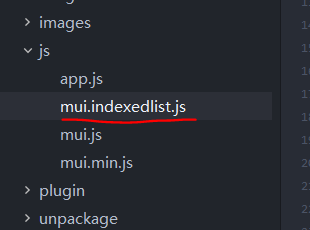 images
js
app.js
mui.indexedlist.js
mui.js
mui.min.js
plugin
unpackage